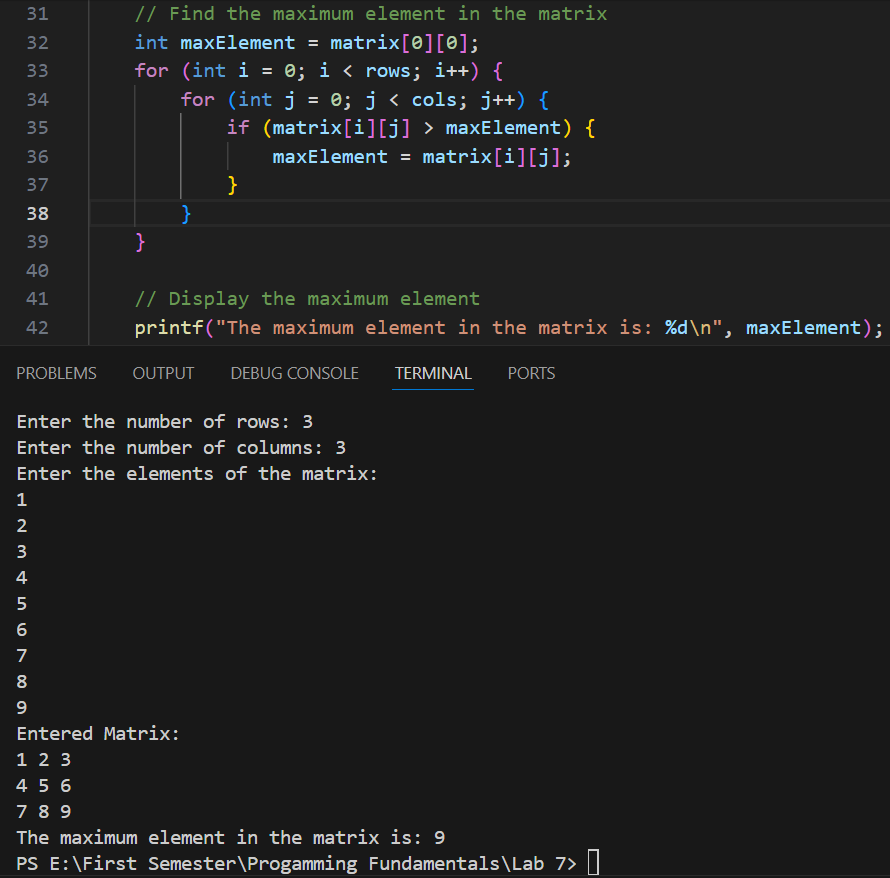 31 // Find the maximum element in the matrix
32 int maxElement = matrix[0][0];
33 for (int i = 0; i < rows; i++) {
34 for (int j = 0; j < cols; j++) {
35 if (matrix[i][j] > maxElement) {
36 maxElement = matrix[i][j];
37 }
38 }
39 }
40
41 // Display the maximum element
42 printf("The maximum element in the matrix is: %d\n", maxElement);
PROBLEMS OUTPUT DEBUG CONSOLE TERMINAL PORTS
Enter the number of rows: 3
Enter the number of columns: 3
Enter the elements of the matrix:
1
2
3
4
5
6
7
8
9
Entered Matrix:
1 2 3
4 5 6
7 8 9
The maximum element in the matrix is: 9
PS E:\First Semester\Progamming Fundamentals\Lab 7>